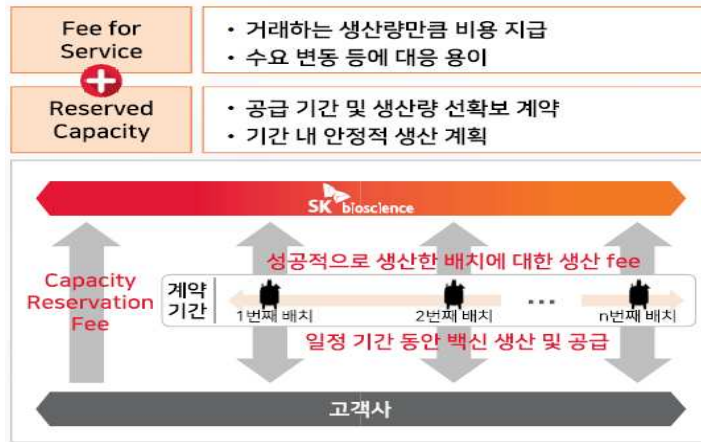 Fee for
Service
• 거래하는 생산량만큼 비용 지급
• 수요 변동 등에 대응 용이
Reserved
Capacity
• 공급 기간 및 생산량 선확보 계약
• 기간 내 안정적 생산 계획
SK bioscience
Capacity
Reservation
Fee
성공적으로 생산한 배치에 대한 생산 fee
계약
기간
1번째 배치
2번째 배치
...
n번째 배치
일정 기간 동안 백신 생산 및 공급
고객사